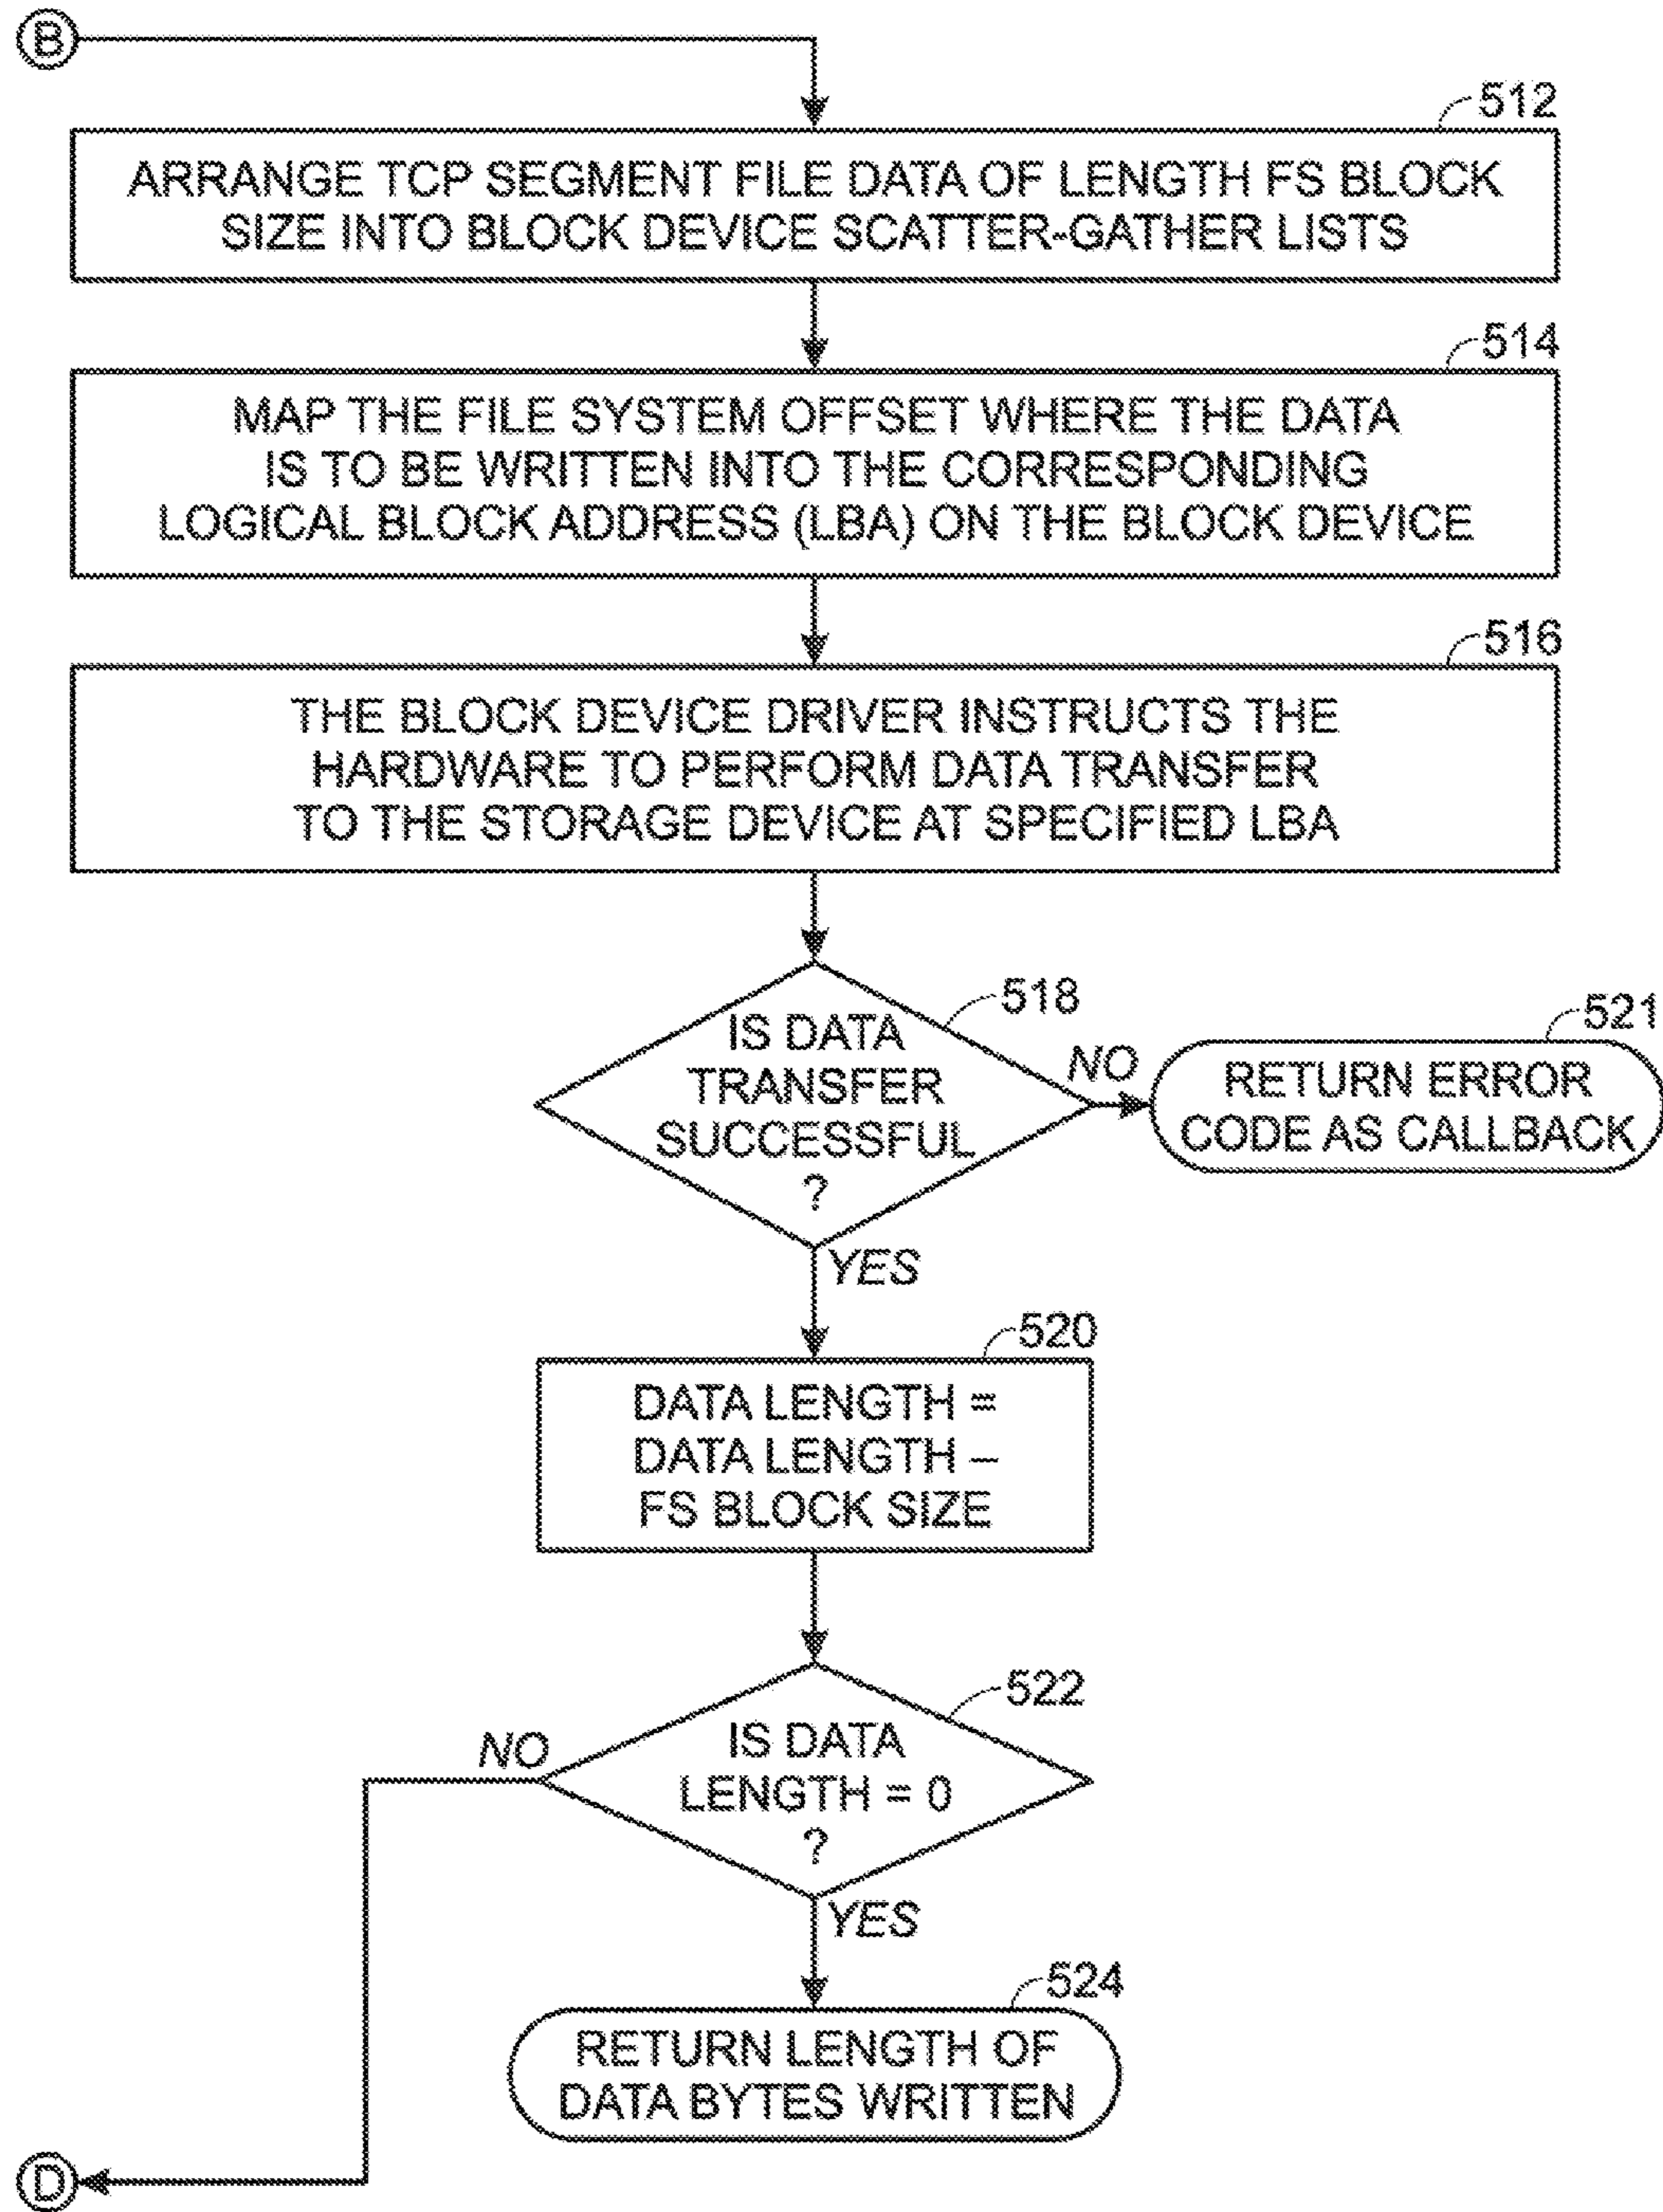 B
512
ARRANGE TCP SEGMENT FILE DATA OF LENGTH FS BLOCK
SIZE INTO BLOCK DEVICE SCATTER-GATHER LISTS
514
MAP THE FILE SYSTEM OFFSET WHERE THE DATA
IS TO BE WRITTEN INTO THE CORRESPONDING
LOGICAL BLOCK ADDRESS (LBA) ON THE BLOCK DEVICE
516
THE BLOCK DEVICE DRIVER INSTRUCTS THE
HARDWARE TO PERFORM DATA TRANSFER
TO THE STORAGE DEVICE AT SPECIFIED LBA
518
IS DATA
TRANSFER
SUCCESSFUL
?
NO
521
RETURN ERROR
CODE AS CALLBACK
YES
520
DATA LENGTH =
DATA LENGTH –
FS BLOCK SIZE
522
IS DATA
LENGTH = 0
?
NO
YES
524
RETURN LENGTH OF
DATA BYTES WRITTEN
D